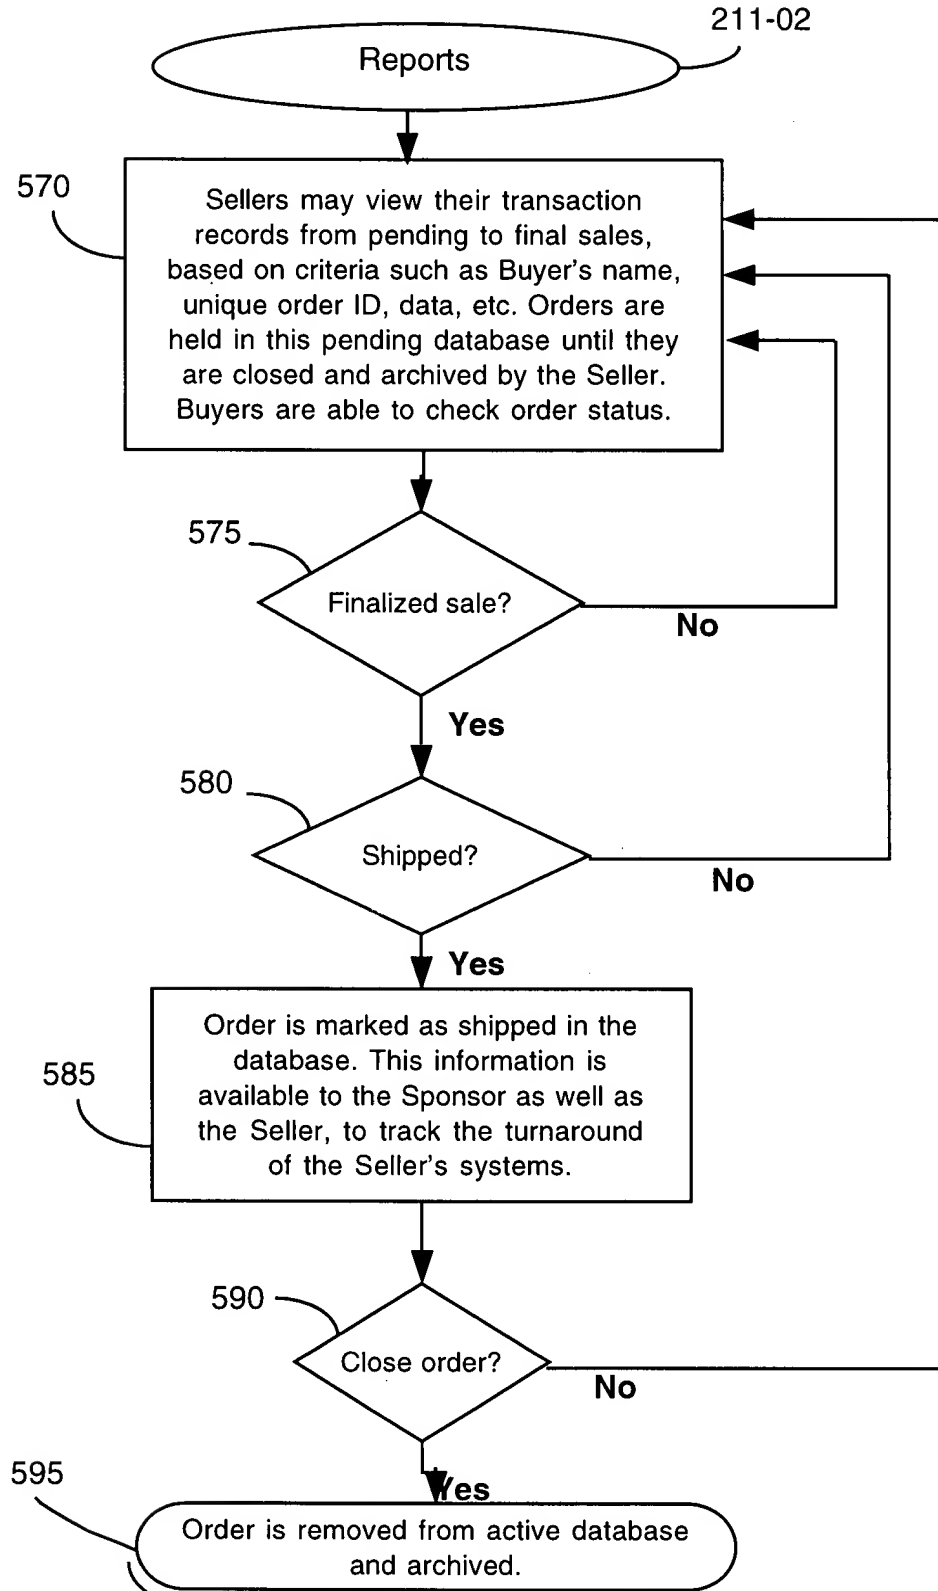 211-02
Reports
570
Sellers may view their transaction
records from pending to final sales,
based on criteria such as Buyer's name,
unique order ID, data, etc. Orders are
held in this pending database until they
are closed and archived by the Seller.
Buyers are able to check order status.
575
Finalized sale?
No
Yes
580
Shipped?
No
Yes
585
Order is marked as shipped in the
database. This information is
available to the Sponsor as well as
the Seller, to track the turnaround
of the Seller's systems.
590
Close order?
No
Yes
595
Order is removed from active database
and archived.